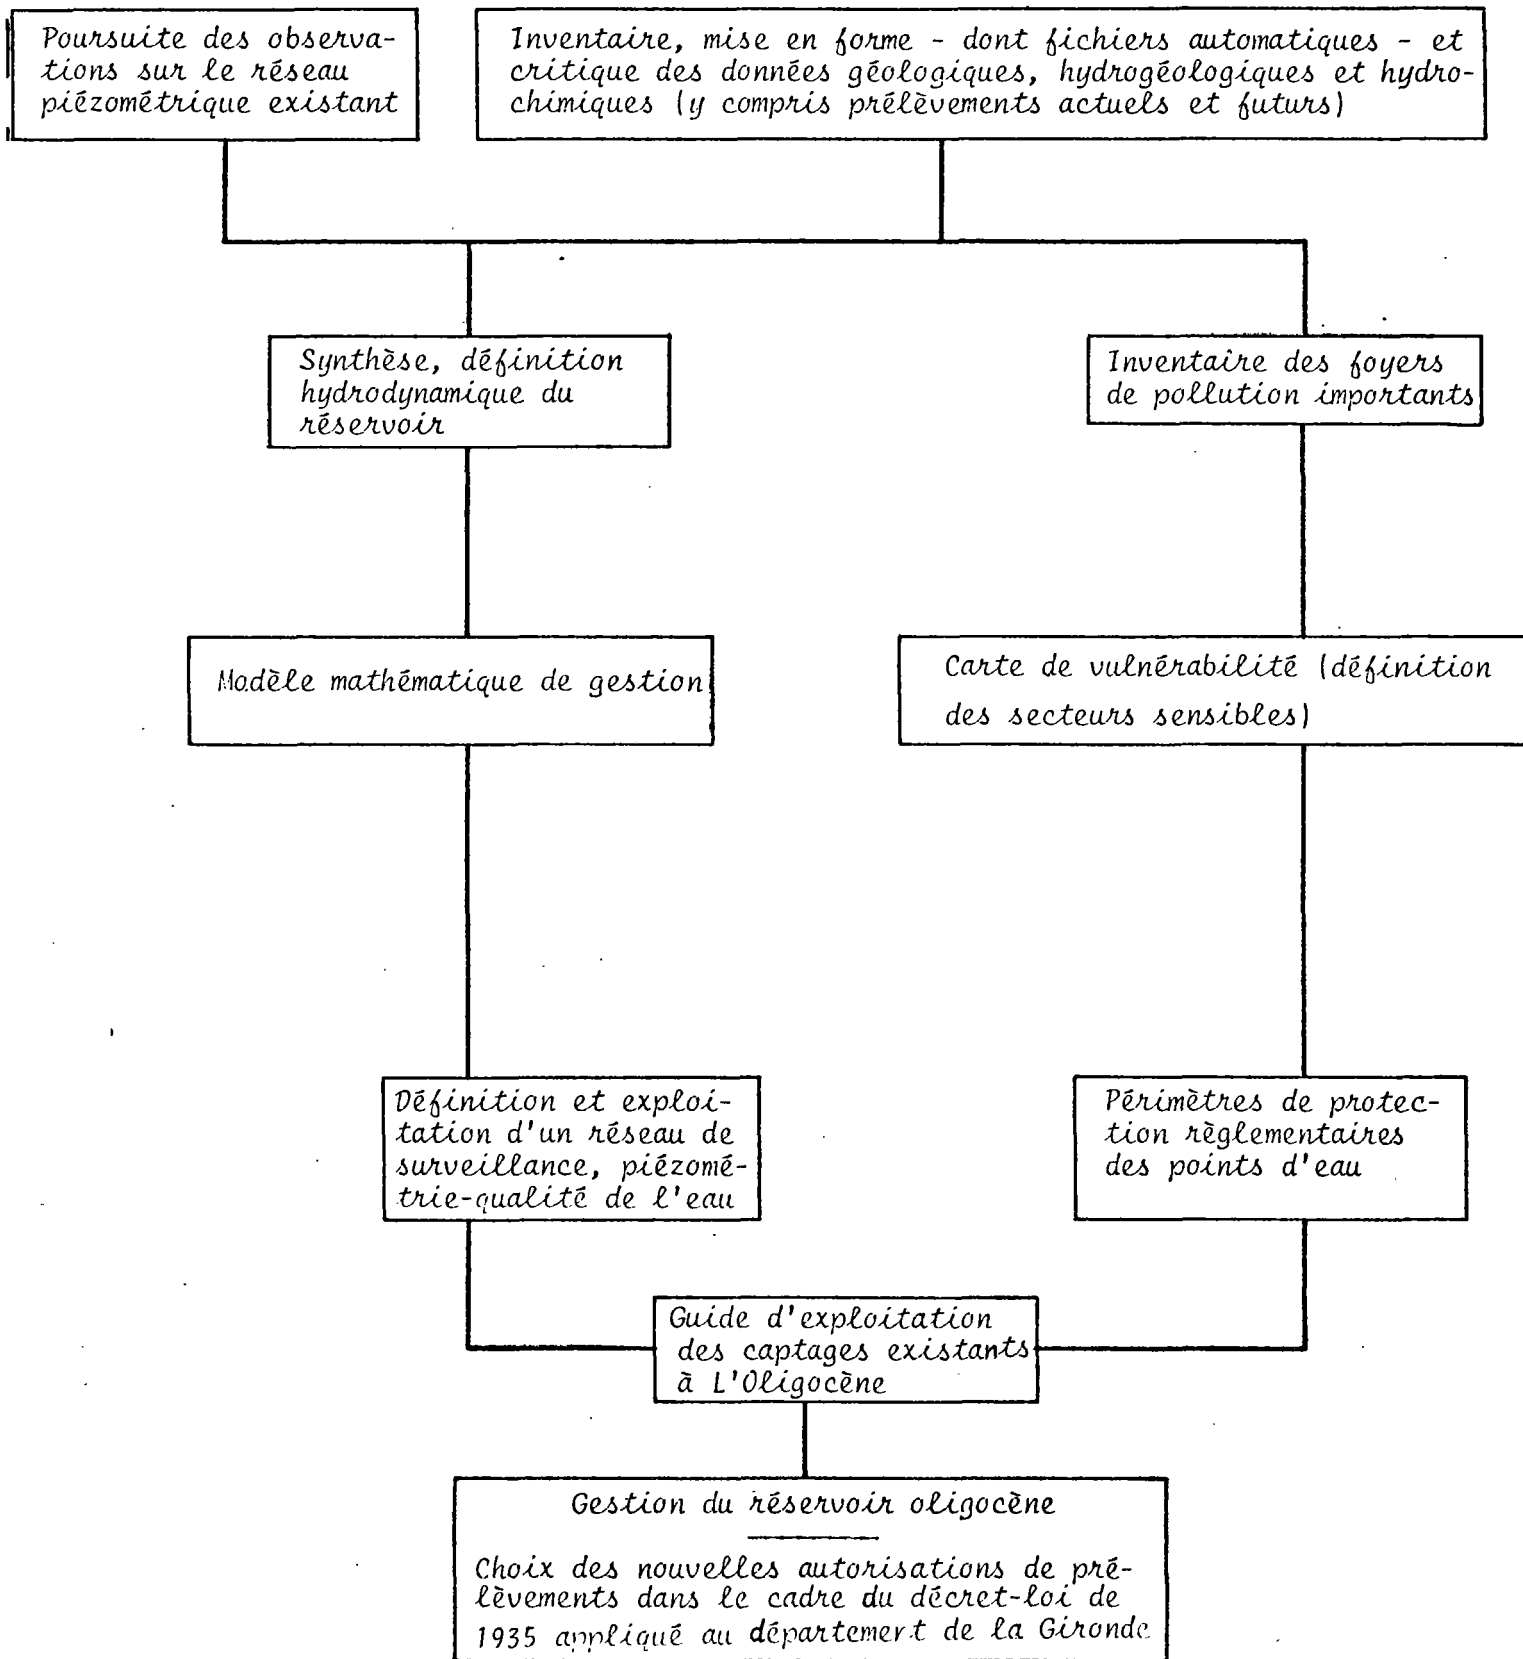 Poursuite des observa-
tions sur le réseau
piézométrique existant
Inventaire, mise en forme - dont fichiers automatiques - et
critique des données géologiques, hydrogéologiques et hydro-
chimiques (y compris prélèvements actuels et futurs)
Synthèse, définition
hydrodynamique du
réservoir
Inventaire des foyers
de pollution importants
Modèle mathématique de gestion
Carte de vulnérabilité (définition
des secteurs sensibles)
Définition et exploi-
tation d'un réseau de
surveillance, piézomé-
trie-qualité de l'eau
Périmètres de protec-
tion règlementaires
des points d'eau
Guide d'exploitation
des captages existants
à L'Oligocène
Gestion du réservoir oligocène
Choix des nouvelles autorisations de pré-
lèvements dans le cadre du décret-loi de
1935 appliqué au département de la Gironde